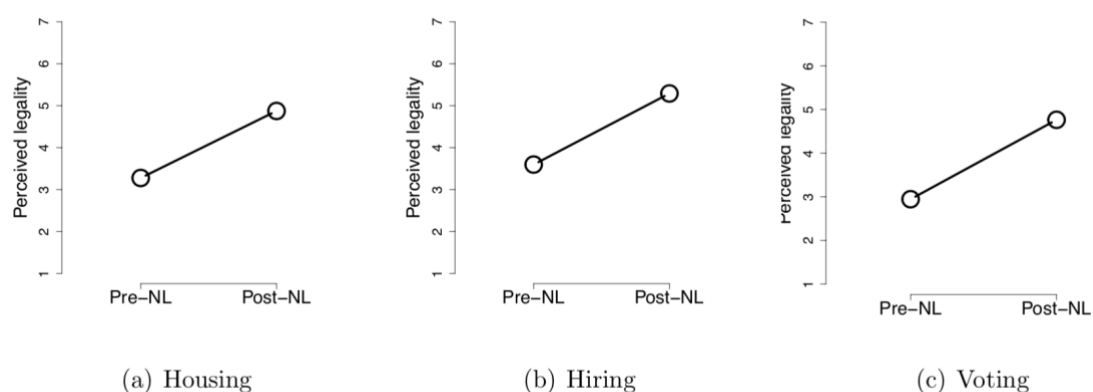 Perceived legality
7
6
5
4
3
2
1
Pre–NL Post–NL
(a) Housing
Perceived legality
7
6
5
4
3
2
1
Pre–NL Post–NL
(b) Hiring
Perceived legality
7
6
5
4
3
2
1
Pre–NL Post–NL
(c) Voting